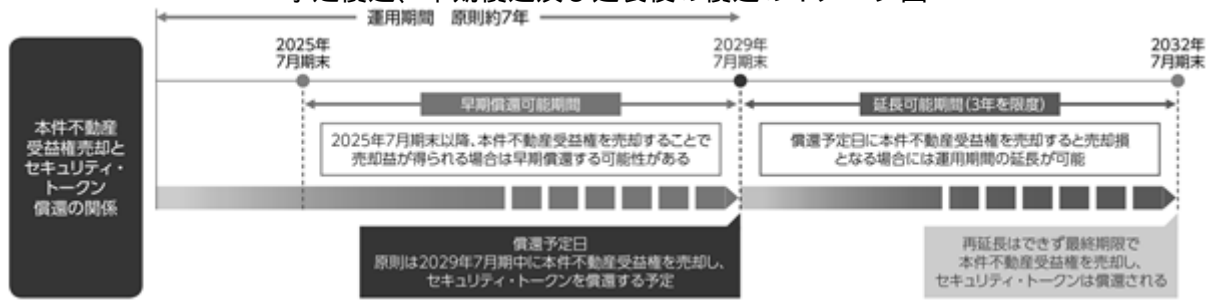 運用期間 原則約7年
2025年
7月期末
2029年
7月期末
2032年
7月期末
本件不動産
受益権売却と
セキュリティ・
トークン
償還の関係
早期償還可能期間
延長可能期間(3年を限度)
2025年7月期末以降、本件不動産受益権を売却することで
売却益が得られる場合は早期償還する可能性がある
償還予定日に本件不動産受益権を売却すると売却損
となる場合には運用期間の延長が可能
償還予定日
原則は2029年7月期中に本件不動産受益権を売却し、
セキュリティ・トークンを償還する予定
再延長はできず最終期限で
本件不動産受益権を売却し、
セキュリティ・トークンは償還される